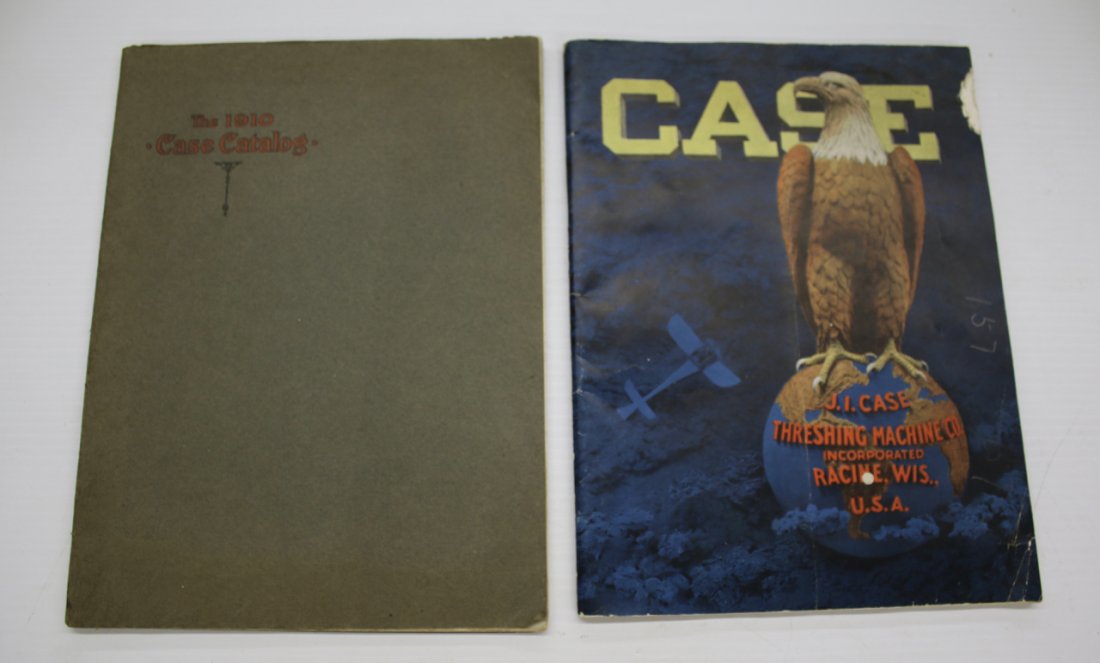 The 1910
· Case Catalog ·
CASE
157
J.I. CASE
THRESHING MACHINE CO.
INCORPORATED
RACINE, WIS.,
U.S.A.